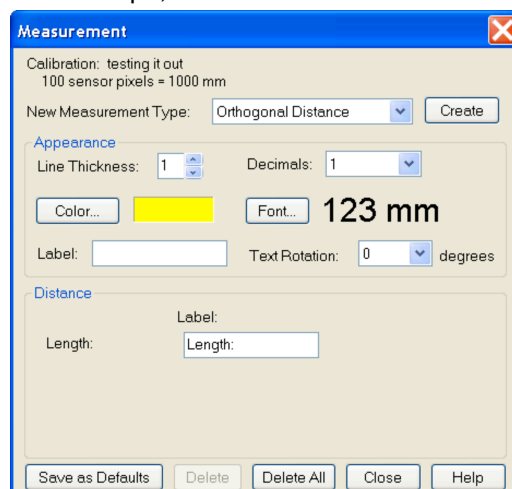 Measurement
Calibration: testing it out
100 sensor pixels = 1000 mm
New Measurement Type: Orthogonal Distance Create
Appearance
Line Thickness: 1 Decimals: 1
Color... Font... 123 mm
Label: Text Rotation: 0 degrees
Distance
Label:
Length: Length:
Save as Defaults Delete Delete All Close Help